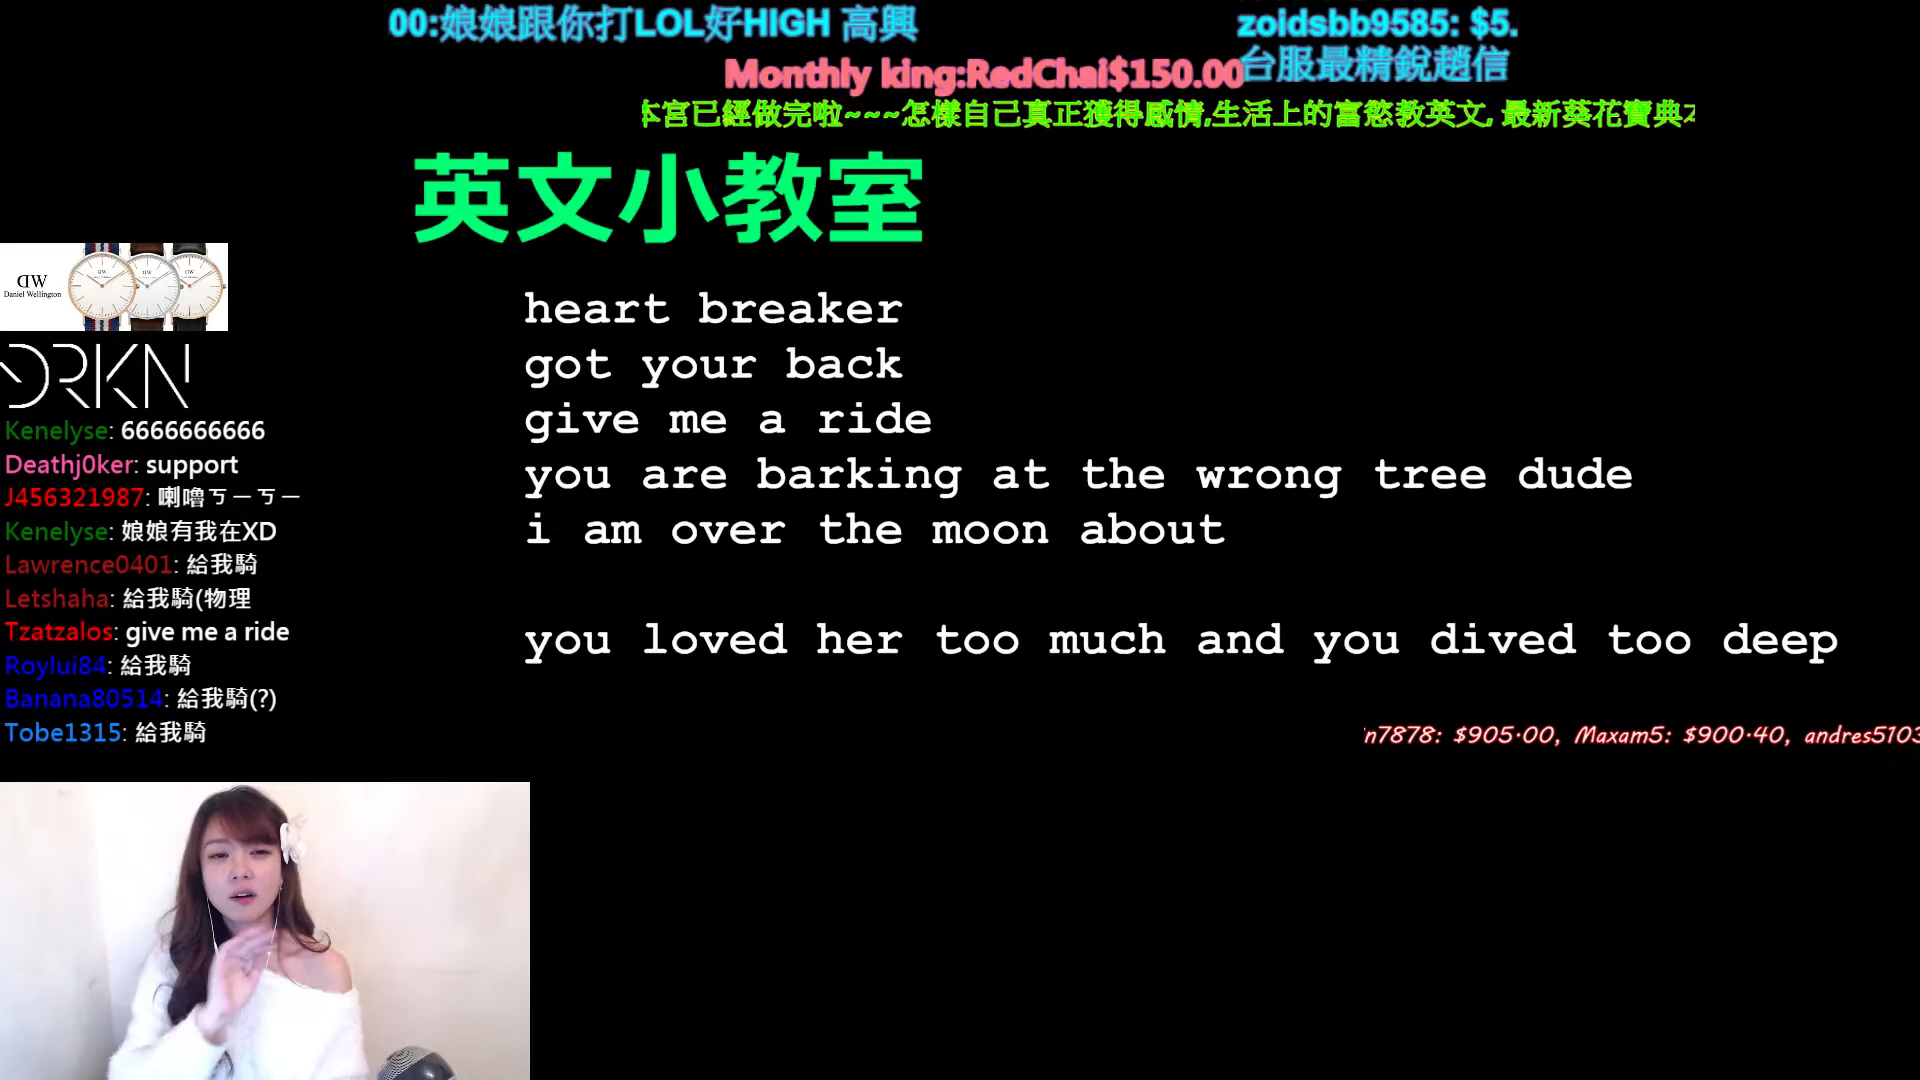 00:娘娘跟你打LOL好HIGH 高興
zoidsbb9585: $5.
台服最精銳趙信
Monthly king:RedChai$150.00
本宮已經做完啦~~~怎樣自己真正獲得感情,生活上的富慾教英文, 最新葵花寶典
英文小教室
DW
Daniel Wellington
DRKN
heart breaker
got your back
give me a ride
you are barking at the wrong tree dude
i am over the moon about
you loved her too much and you dived too deep
Kenelyse: 6666666666
Deathj0ker: support
J456321987: 喇嚕ㄎㄧㄎㄧ
Kenelyse: 娘娘有我在XD
Lawrence0401: 給我騎
Letshaha: 給我騎(物理
Tzatzalos: give me a ride
Roylui84: 給我騎
Banana80514: 給我騎(?)
Tobe1315: 給我騎
n7878: $905.00, Maxam5: $900.40, andres5103